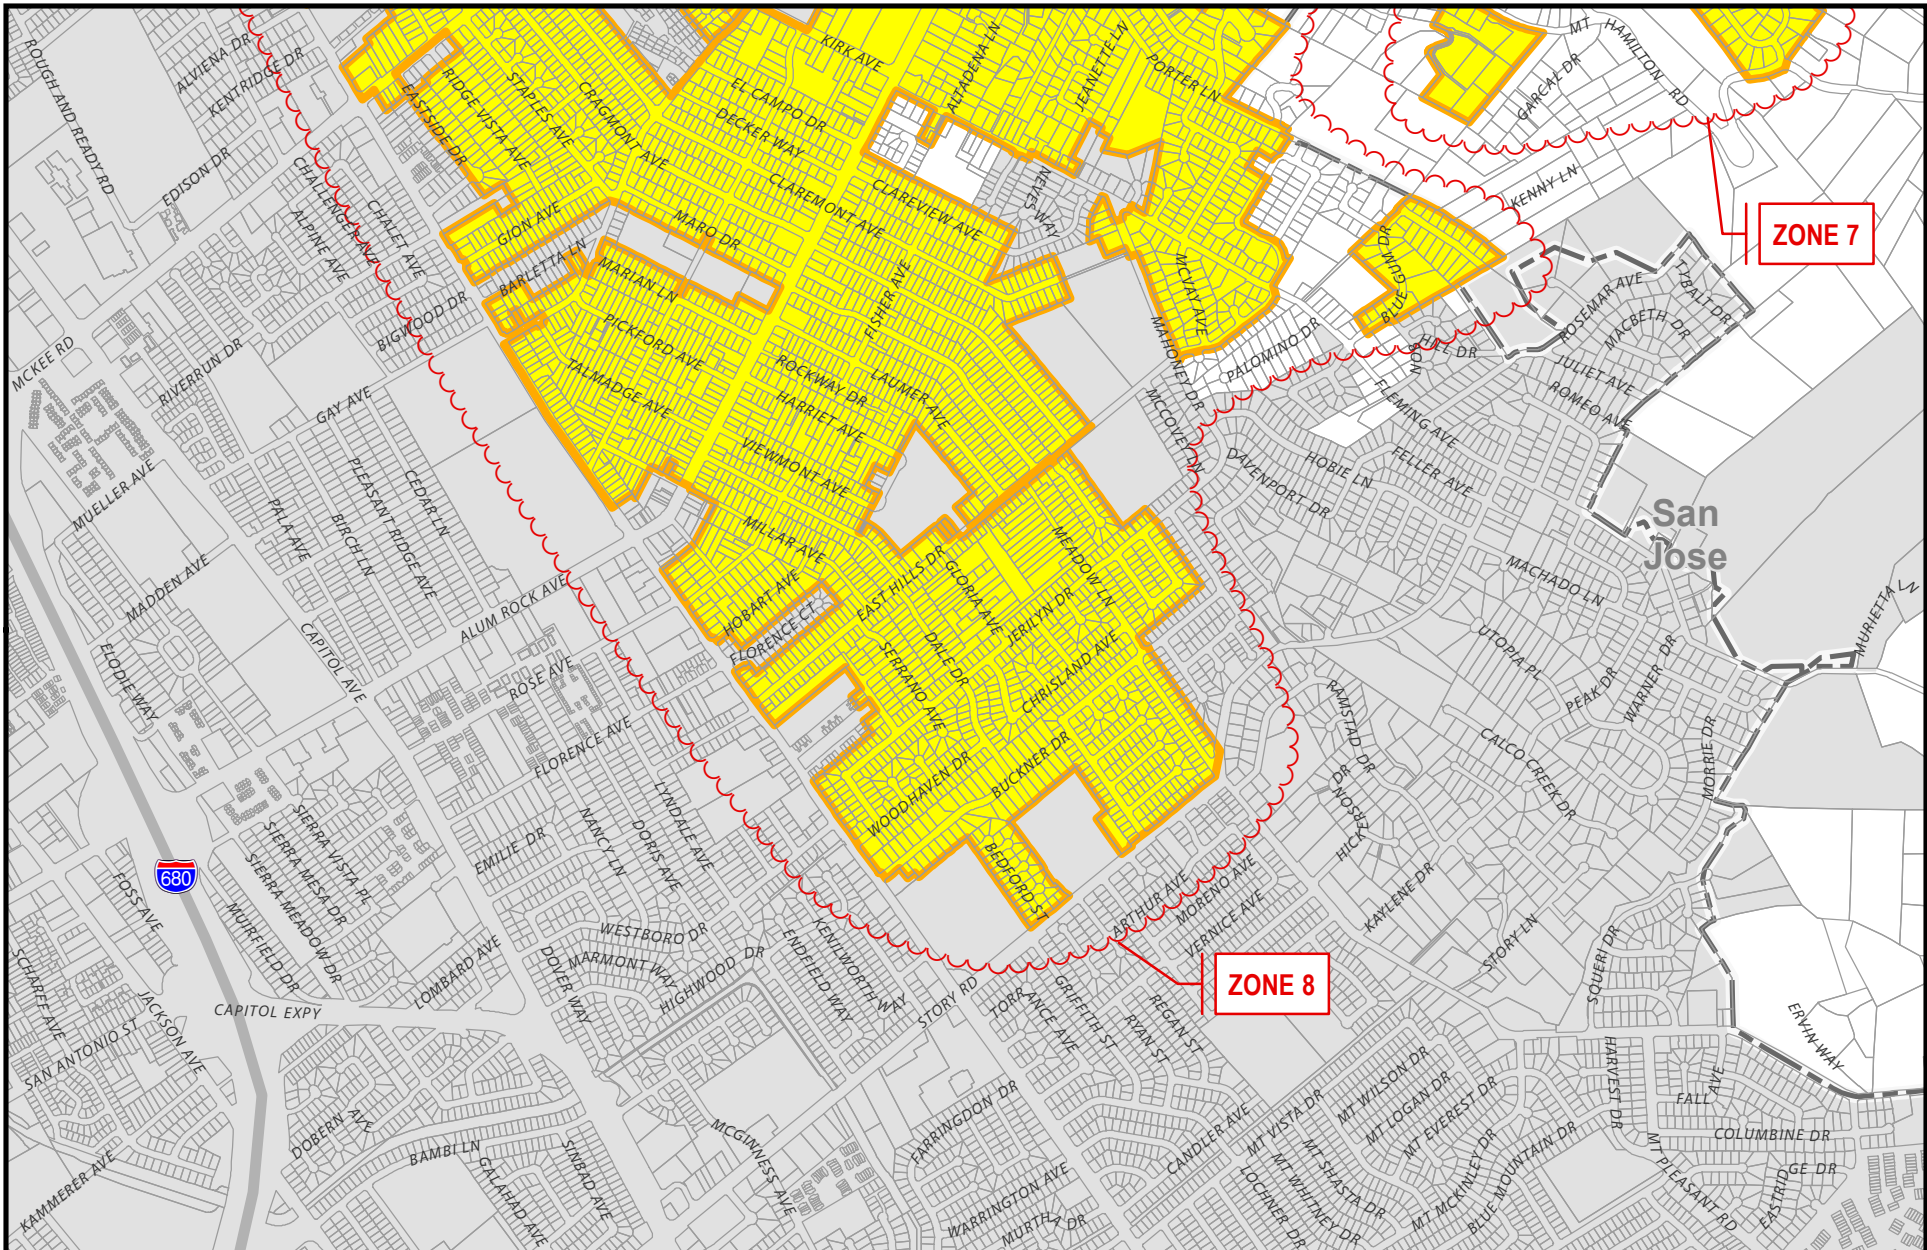 ROUGH AND READY RD
ALVIENA DR
KENTRIDGE DR
EDISON DR
CHALLENGER AVE
ALPINE AVE
CHALET AVE
BIGWOOD DR
EASTSIDE DR
RIDGE VISTA AVE
STAPLES AVE
CRAGMONT AVE
GION AVE
BARLETTA LN
MARIAN LN
MARO DR
KIRK AVE
EL CAMPO DR
DECKER WAY
CLAREMONT AVE
CLAREVIEW AVE
ALTADENA LN
JEANETTE LN
PORTER LN
NEVES WAY
MT HAMILTON RD
GARCAL DR
KENNY LN
ZONE 7
BLUE GUM DR
MCVAY AVE
MAHONEY DR
PALOMINO DR
MCCOVEY LN
HILL DR
SON
FLEMING AVE
ROSEMAR AVE
TYBALT DR
MACBETH DR
JULIET AVE
ROMEO AVE
MCKEE RD
RIVERRUN DR
GAY AVE
MUELLER AVE
PALA AVE
BIRCH LN
PLEASANT RIDGE AVE
CEDAR LN
MADDEN AVE
CAPITOL AVE
ALUM ROCK AVE
ELODIE WAY
ROSE AVE
FLORENCE AVE
PICKFORD AVE
TALMADGE AVE
FISHER AVE
ROCKWAY DR
HARRIET AVE
LAUMER AVE
VIEWMONT AVE
MILLAR AVE
HOBART AVE
FLORENCE CT
EAST HILLS DR
GLORIA AVE
MEADOW LN
JERILYN DR
DALE DR
SERRANO AVE
CHRISLAND AVE
WOODHAVEN DR
BUCKNER DR
BEDFORD ST
DAVENPORT DR
HOBIE LN
FELLER AVE
San
Jose
MACHADO LN
MURIETTA LN
UTOPIA PL
PEAK DR
WARNER DR
MORRIE DR
CALCO CREEK DR
RAMSTAD DR
HICKERSON DR
KAYLENE DR
STORY LN
SQUERI DR
ERVIN WAY
680
FOSS AVE
SIERRA VISTA PL
SIERRA MESA DR
SIERRA MEADOW DR
MUIRFIELD DR
EMILIE DR
NANCY LN
DORIS AVE
LYNDALE AVE
WESTBORO DR
MARMONT WAY
HIGHWOOD DR
DOVER WAY
LOMBARD AVE
ENDFIELD WAY
KENILWORTH WAY
STORY RD
ARTHUR AVE
MORENO AVE
VERNICE AVE
ZONE 8
TORRANCE AVE
GRIFFITH ST
RYAN ST
REGAN ST
SCHARFF AVE
SAN ANTONIO ST
JACKSON AVE
CAPITOL EXPY
KAMMERER AVE
DOBERN AVE
BAMBI LN
GALAHAD AVE
SINBAD AVE
MCGINNESS AVE
FARRINGDON DR
WARRINGTON AVE
MURTHA DR
CANDLER AVE
LOCHNER DR
MT VISTA DR
MT WILSON DR
MT LOGAN DR
MT EVEREST DR
MT SHASTA DR
MT WHITNEY DR
MT MCKINLEY DR
BLUE MOUNTAIN DR
HARVEST DR
FALL AVE
COLUMBINE DR
MT PLEASANT RD
EASTRIDGE DR